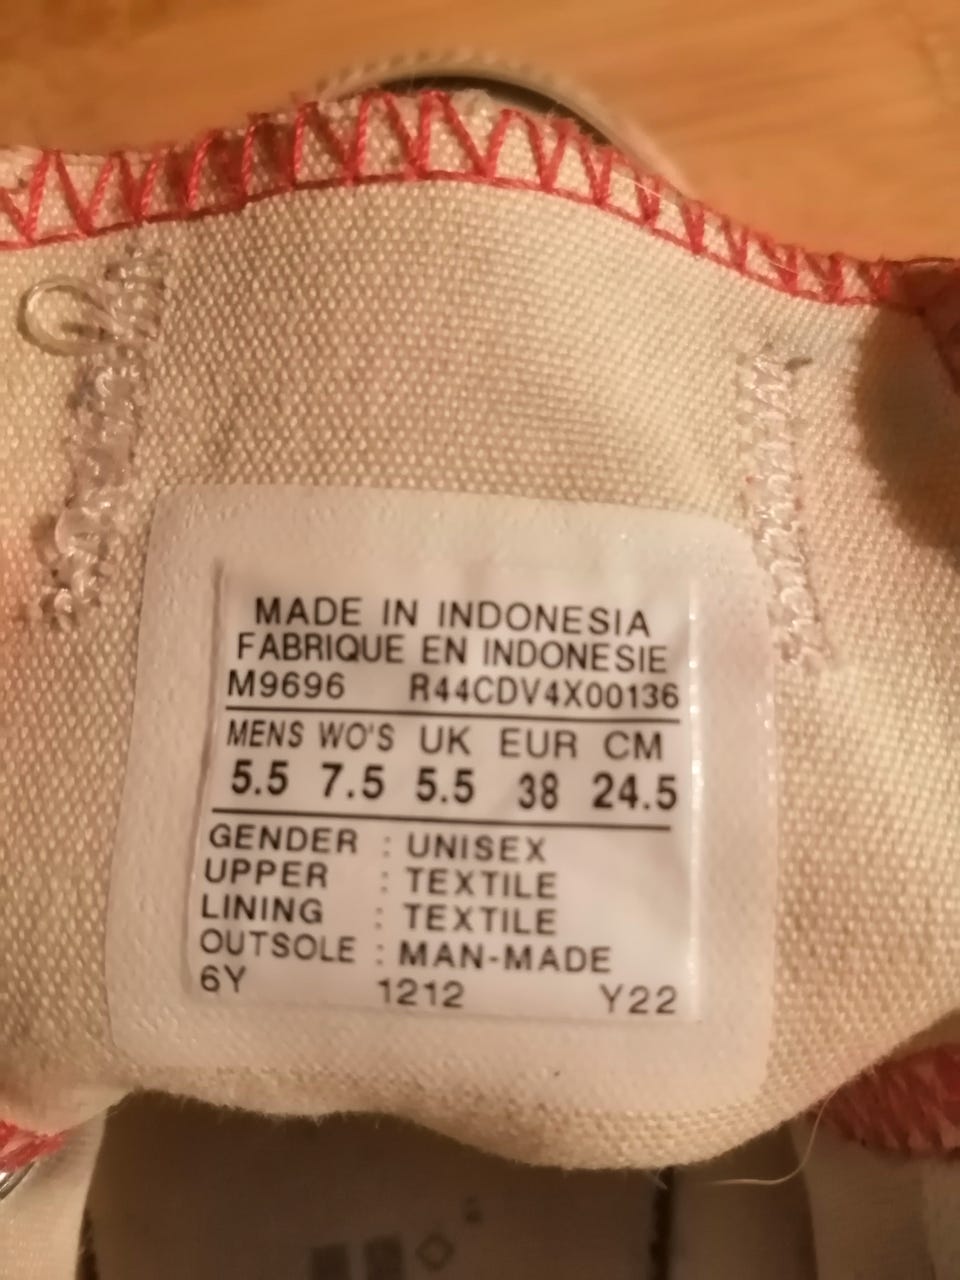 MADE IN INDONESIA
FABRIQUE EN INDONESIE
M9696 R44CDV4X00136
MENS WO'S UK EUR CM
5.5 7.5 5.5 38 24.5
GENDER : UNISEX
UPPER : TEXTILE
LINING : TEXTILE
OUTSOLE : MAN-MADE
6Y 1212 Y22